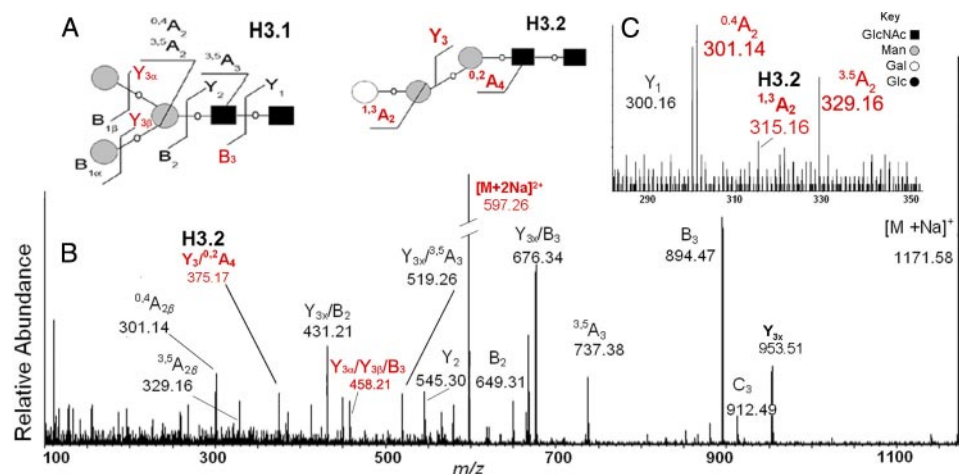 A
H3.1
0,4A2
3,5A2
3,5A3
Y3α
Y2
Y1
B1β
Y3β
B1α
B2
B3
H3.2
Y3
0,2A4
1,3A2
C
0,4A2
301.14
Y1
300.16
H3.2
1,3A2
315.16
3,5A2
329.16
290
310
330
350
Key
GlcNAc
Man
Gal
Glc
B
Relative Abundance
H3.2
Y3/0,2A4
375.17
0,4A2β
301.14
3,5A2β
329.16
Y3x/B2
431.21
Y3α/Y3β/B3
458.21
Y3x/3,5A3
519.26
[M+2Na]2+
597.26
Y2
545.30
B2
649.31
Y3x/B3
676.34
3,5A3
737.38
B3
894.47
C3
912.49
Y3x
953.51
[M +Na]+
1171.58
100
300
500
700
900
1100
m/z